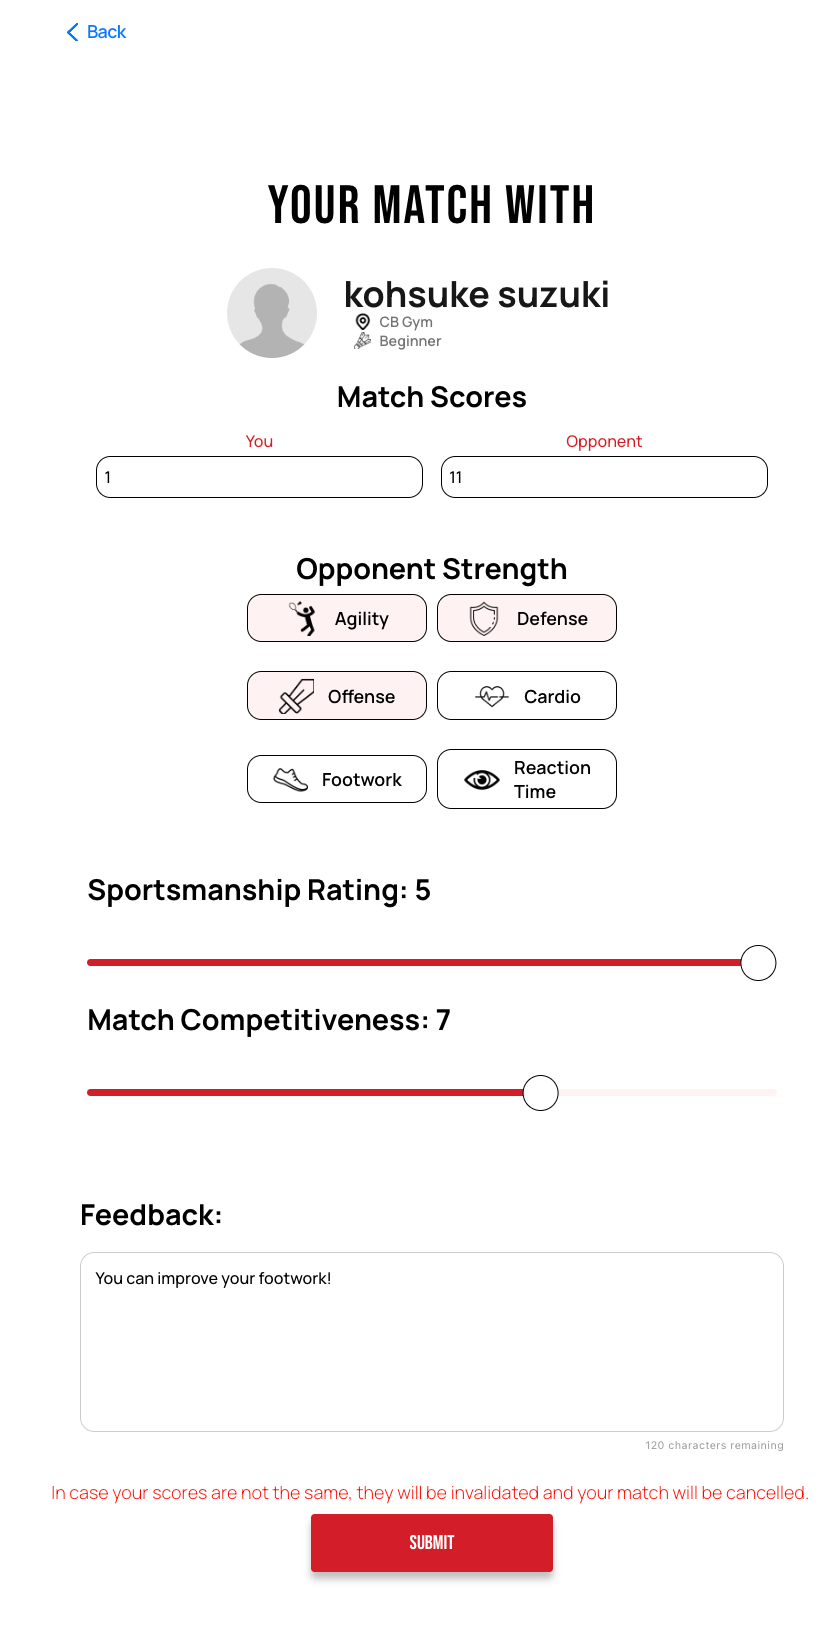 Back
YOUR MATCH WITH
kohsuke suzuki
CB Gym
Beginner
Match Scores
You
Opponent
1
11
Opponent Strength
Agility
Defense
Offense
Cardio
Footwork
Reaction
Time
Sportsmanship Rating: 5
Match Competitiveness: 7
Feedback:
You can improve your footwork!
120 characters remaining
In case your scores are not the same, they will be invalidated and your match will be cancelled.
SUBMIT